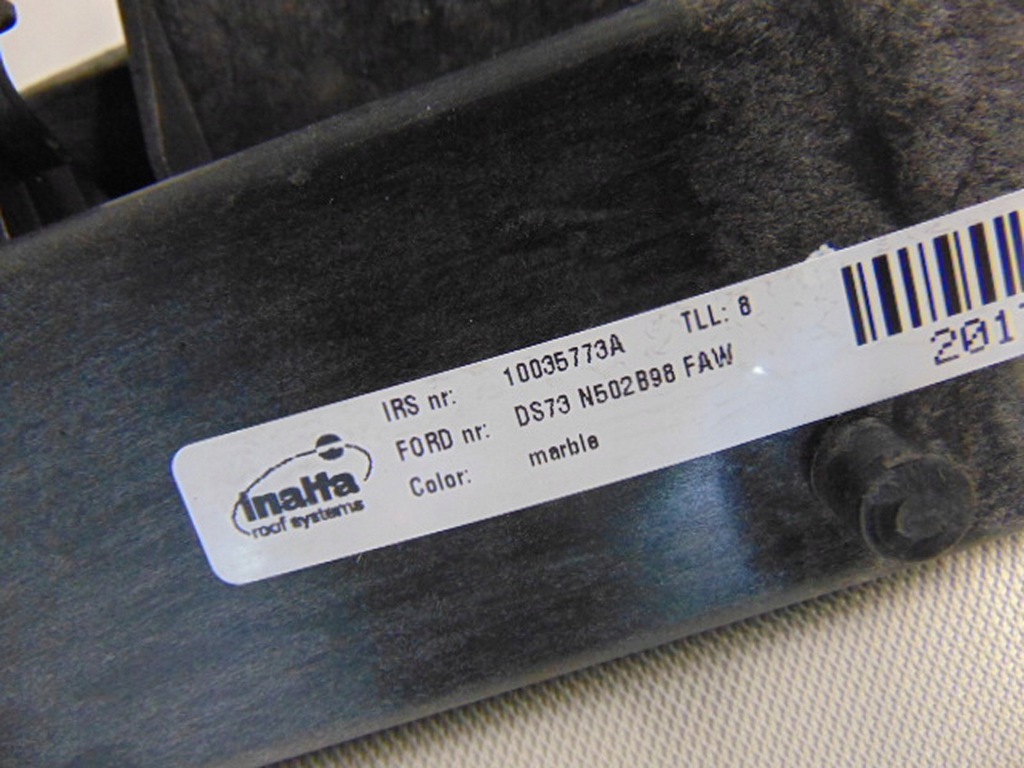 Inalfa
roof systems
IRS nr: 10035773A TLL: 8
FORD nr: DS73 N502B98 FAW
Color: marble
201